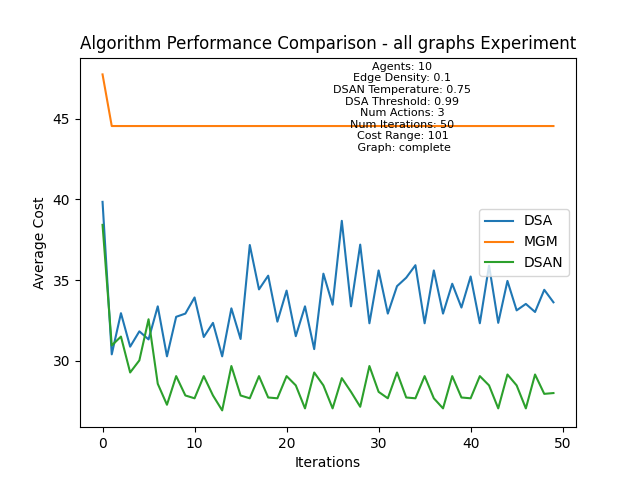 Algorithm Performance Comparison - all graphs Experiment
Agents: 10
Edge Density: 0.1
DSAN Temperature: 0.75
DSA Threshold: 0.99
Num Actions: 3
Num Iterations: 50
Cost Range: 101
Graph: complete
45
40
35
30
Average Cost
DSA
MGM
DSAN
0
10
20
30
40
50
Iterations